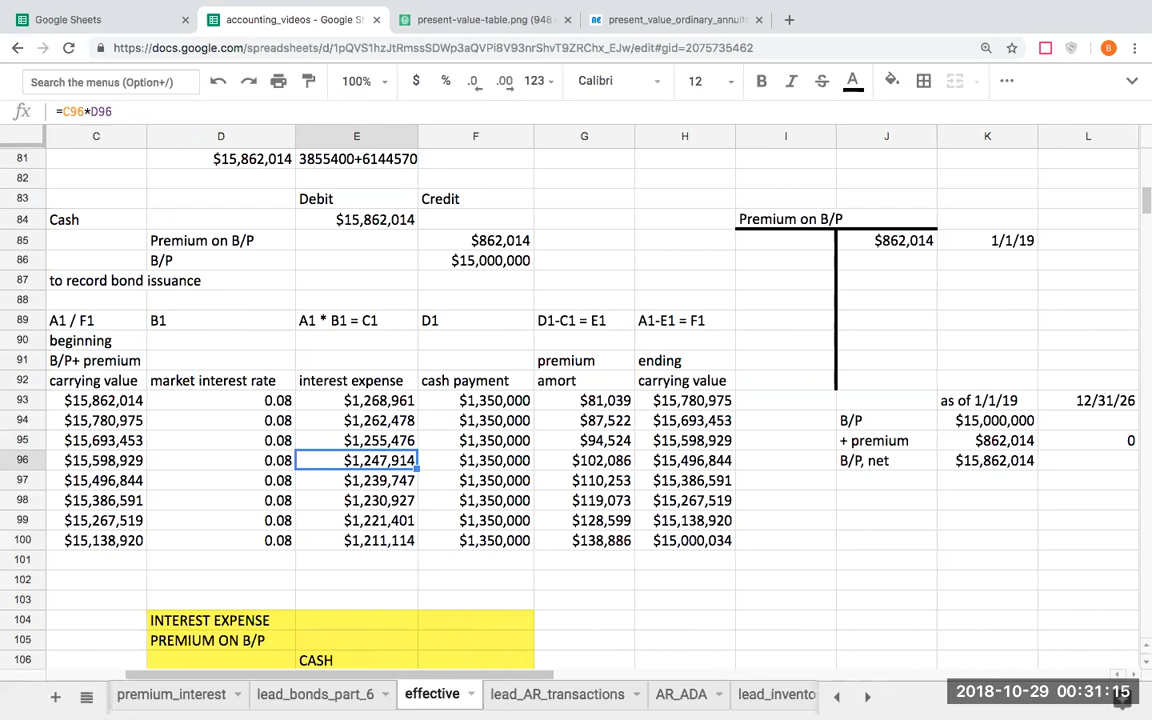 Google Sheets
accounting_videos - Google S
present-value-table.png (948
present_value_ordinary_annuit
https://docs.google.com/spreadsheets/d/1pQVS1hzJtRmssSDWp3aQVPi8V93nrShvT9ZRChx_EJw/edit#gid=2075735462
Search the menus (Option+/) 100% $ % .0 .00 123 Calibri 12 B I S A
fx =C96*D96
C D E F G H I J K L
81 $15,862,014 3855400+6144570
82
83 Debit Credit
84 Cash $15,862,014 Premium on B/P
85 Premium on B/P $862,014 $862,014 1/1/19
86 B/P $15,000,000
87 to record bond issuance
88
89 A1 / F1 B1 A1 * B1 = C1 D1 D1-C1 = E1 A1-E1 = F1
90 beginning
91 B/P+ premium premium ending
92 carrying value market interest rate interest expense cash payment amort carrying value
93 $15,862,014 0.08 $1,268,961 $1,350,000 $81,039 $15,780,975 as of 1/1/19 12/31/26
94 $15,780,975 0.08 $1,262,478 $1,350,000 $87,522 $15,693,453 B/P $15,000,000
95 $15,693,453 0.08 $1,255,476 $1,350,000 $94,524 $15,598,929 + premium $862,014 0
96 $15,598,929 0.08 $1,247,914 $1,350,000 $102,086 $15,496,844 B/P, net $15,862,014
97 $15,496,844 0.08 $1,239,747 $1,350,000 $110,253 $15,386,591
98 $15,386,591 0.08 $1,230,927 $1,350,000 $119,073 $15,267,519
99 $15,267,519 0.08 $1,221,401 $1,350,000 $128,599 $15,138,920
100 $15,138,920 0.08 $1,211,114 $1,350,000 $138,886 $15,000,034
101
102
103
104 INTEREST EXPENSE
105 PREMIUM ON B/P
106 CASH
premium_interest lead_bonds_part_6 effective lead_AR_transactions AR_ADA lead_invento
2018-10-29 00:31:15